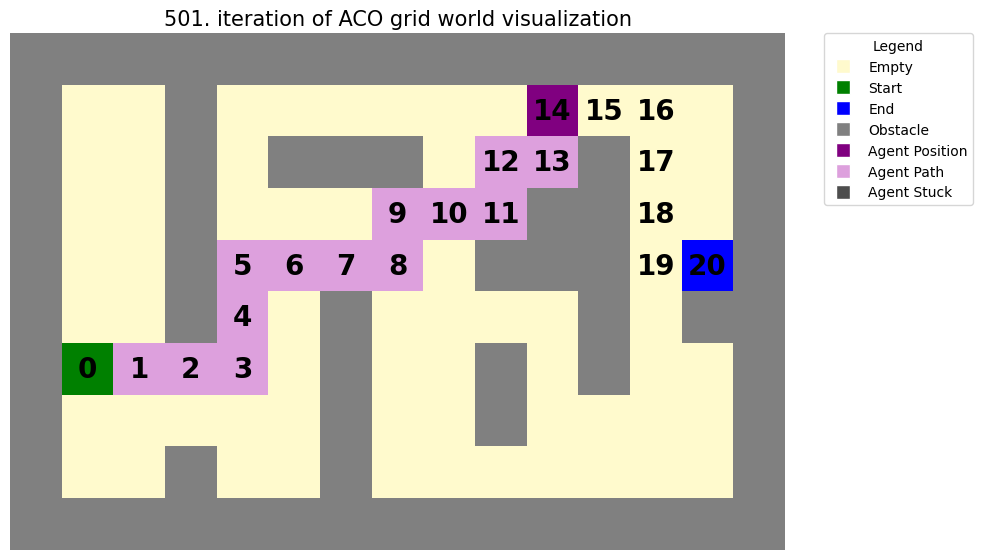 501. iteration of ACO grid world visualization
14 15 16
12 13 17
9 10 11 18
5 6 7 8 19 20
4
0 1 2 3
Legend
Empty
Start
End
Obstacle
Agent Position
Agent Path
Agent Stuck